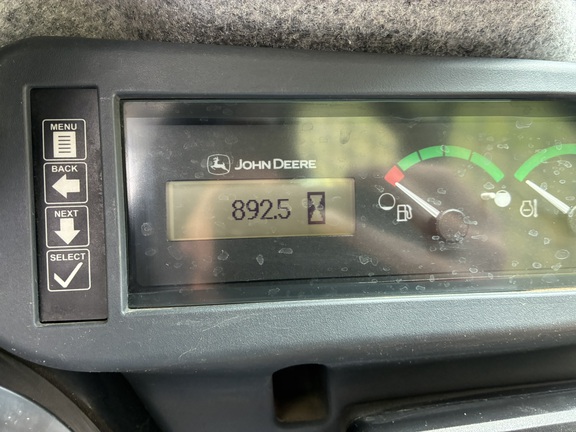 MENU
BACK
NEXT
SELECT
JOHN DEERE
892.5